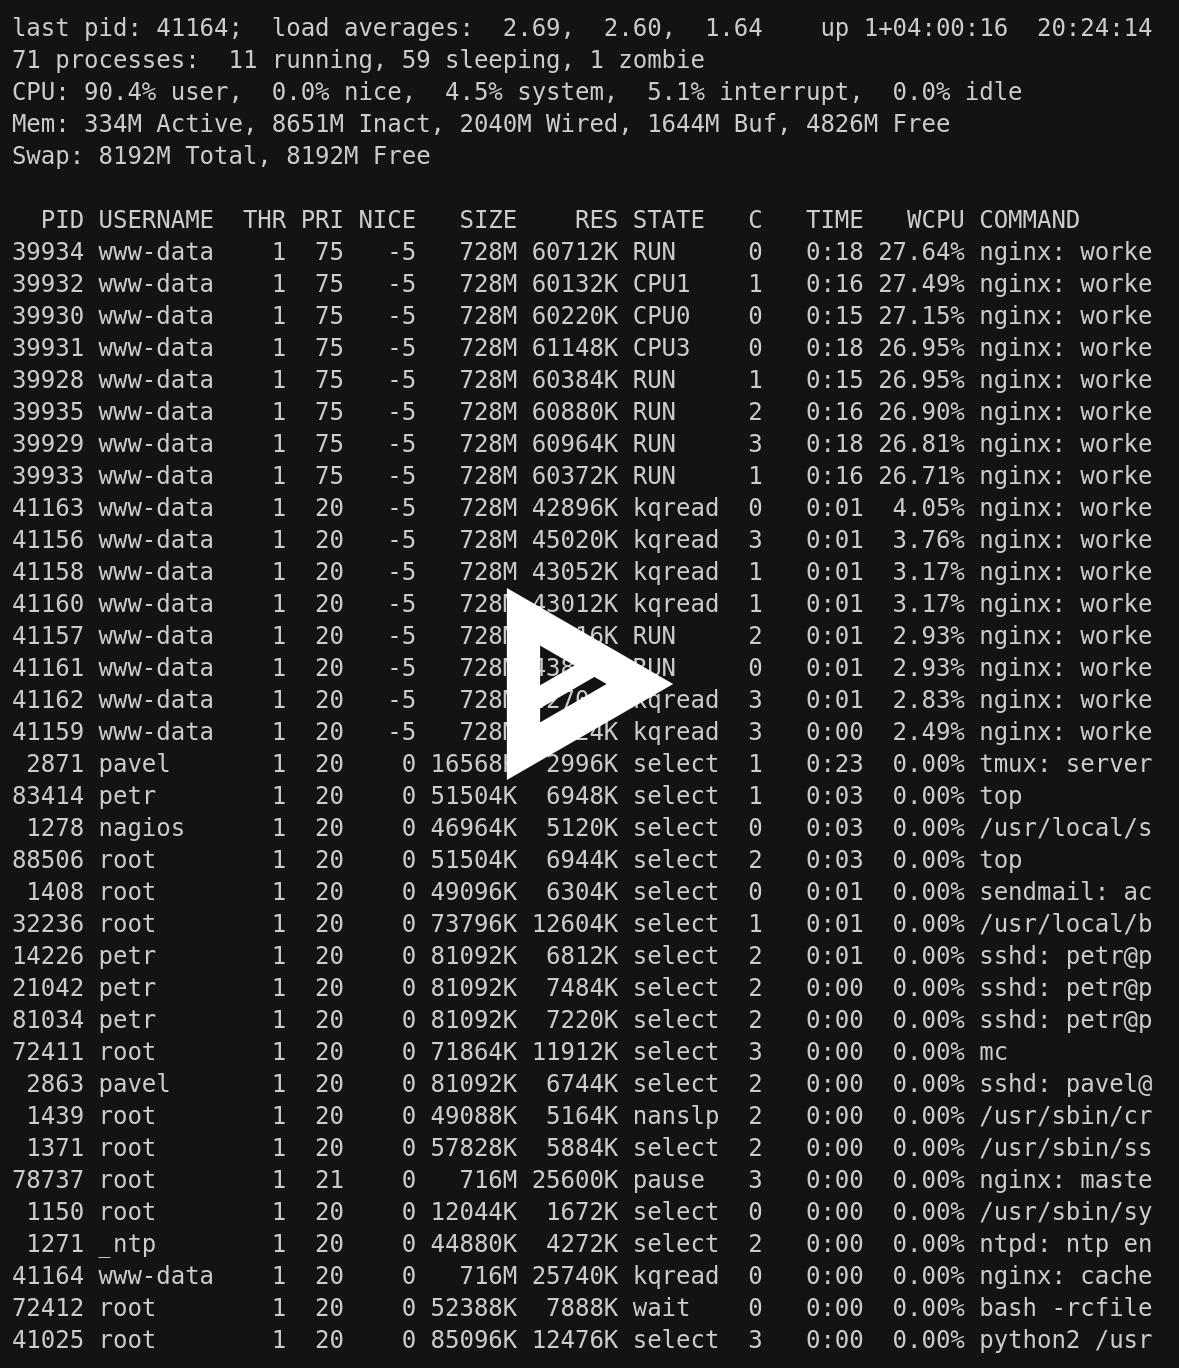 last pid: 41164;  load averages:  2.69,  2.60,  1.64    up 1+04:00:16  20:24:14
71 processes:  11 running, 59 sleeping, 1 zombie
CPU: 90.4% user,  0.0% nice,  4.5% system,  5.1% interrupt,  0.0% idle
Mem: 334M Active, 8651M Inact, 2040M Wired, 1644M Buf, 4826M Free
Swap: 8192M Total, 8192M Free
  PID USERNAME  THR PRI NICE   SIZE    RES STATE   C   TIME   WCPU COMMAND
39934 www-data    1  75   -5   728M 60712K RUN     0   0:18 27.64% nginx: worke
39932 www-data    1  75   -5   728M 60132K CPU1    1   0:16 27.49% nginx: worke
39930 www-data    1  75   -5   728M 60220K CPU0    0   0:15 27.15% nginx: worke
39931 www-data    1  75   -5   728M 61148K CPU3    0   0:18 26.95% nginx: worke
39928 www-data    1  75   -5   728M 60384K RUN     1   0:15 26.95% nginx: worke
39935 www-data    1  75   -5   728M 60880K RUN     2   0:16 26.90% nginx: worke
39929 www-data    1  75   -5   728M 60964K RUN     3   0:18 26.81% nginx: worke
39933 www-data    1  75   -5   728M 60372K RUN     1   0:16 26.71% nginx: worke
41163 www-data    1  20   -5   728M 42896K kqread  0   0:01  4.05% nginx: worke
41156 www-data    1  20   -5   728M 45020K kqread  3   0:01  3.76% nginx: worke
41158 www-data    1  20   -5   728M 43052K kqread  1   0:01  3.17% nginx: worke
41160 www-data    1  20   -5   728M 43012K kqread  1   0:01  3.17% nginx: worke
41157 www-data    1  20   -5   728M RUN     2   0:01  2.93% nginx: worke
41161 www-data    1  20   -5   728M RUN     0   0:01  2.93% nginx: worke
41162 www-data    1  20   -5   728M kqread  3   0:01  2.83% nginx: worke
41159 www-data    1  20   -5   728M kqread  3   0:00  2.49% nginx: worke
 2871 pavel       1  20    0 16568K  2996K select  1   0:23  0.00% tmux: server
83414 petr        1  20    0 51504K  6948K select  1   0:03  0.00% top
 1278 nagios      1  20    0 46964K  5120K select  0   0:03  0.00% /usr/local/s
88506 root        1  20    0 51504K  6944K select  2   0:03  0.00% top
 1408 root        1  20    0 49096K  6304K select  0   0:01  0.00% sendmail: ac
32236 root        1  20    0 73796K 12604K select  1   0:01  0.00% /usr/local/b
14226 petr        1  20    0 81092K  6812K select  2   0:01  0.00% sshd: petr@p
21042 petr        1  20    0 81092K  7484K select  2   0:00  0.00% sshd: petr@p
81034 petr        1  20    0 81092K  7220K select  2   0:00  0.00% sshd: petr@p
72411 root        1  20    0 71864K 11912K select  3   0:00  0.00% mc
 2863 pavel       1  20    0 81092K  6744K select  2   0:00  0.00% sshd: pavel@
 1439 root        1  20    0 49088K  5164K nanslp  2   0:00  0.00% /usr/sbin/cr
 1371 root        1  20    0 57828K  5884K select  2   0:00  0.00% /usr/sbin/ss
78737 root        1  21    0   716M 25600K pause   3   0:00  0.00% nginx: maste
 1150 root        1  20    0 12044K  1672K select  0   0:00  0.00% /usr/sbin/sy
 1271 _ntp        1  20    0 44880K  4272K select  2   0:00  0.00% ntpd: ntp en
41164 www-data    1  20    0   716M 25740K kqread  0   0:00  0.00% nginx: cache
72412 root        1  20    0 52388K  7888K wait    0   0:00  0.00% bash -rcfile
41025 root        1  20    0 85096K 12476K select  3   0:00  0.00% python2 /usr